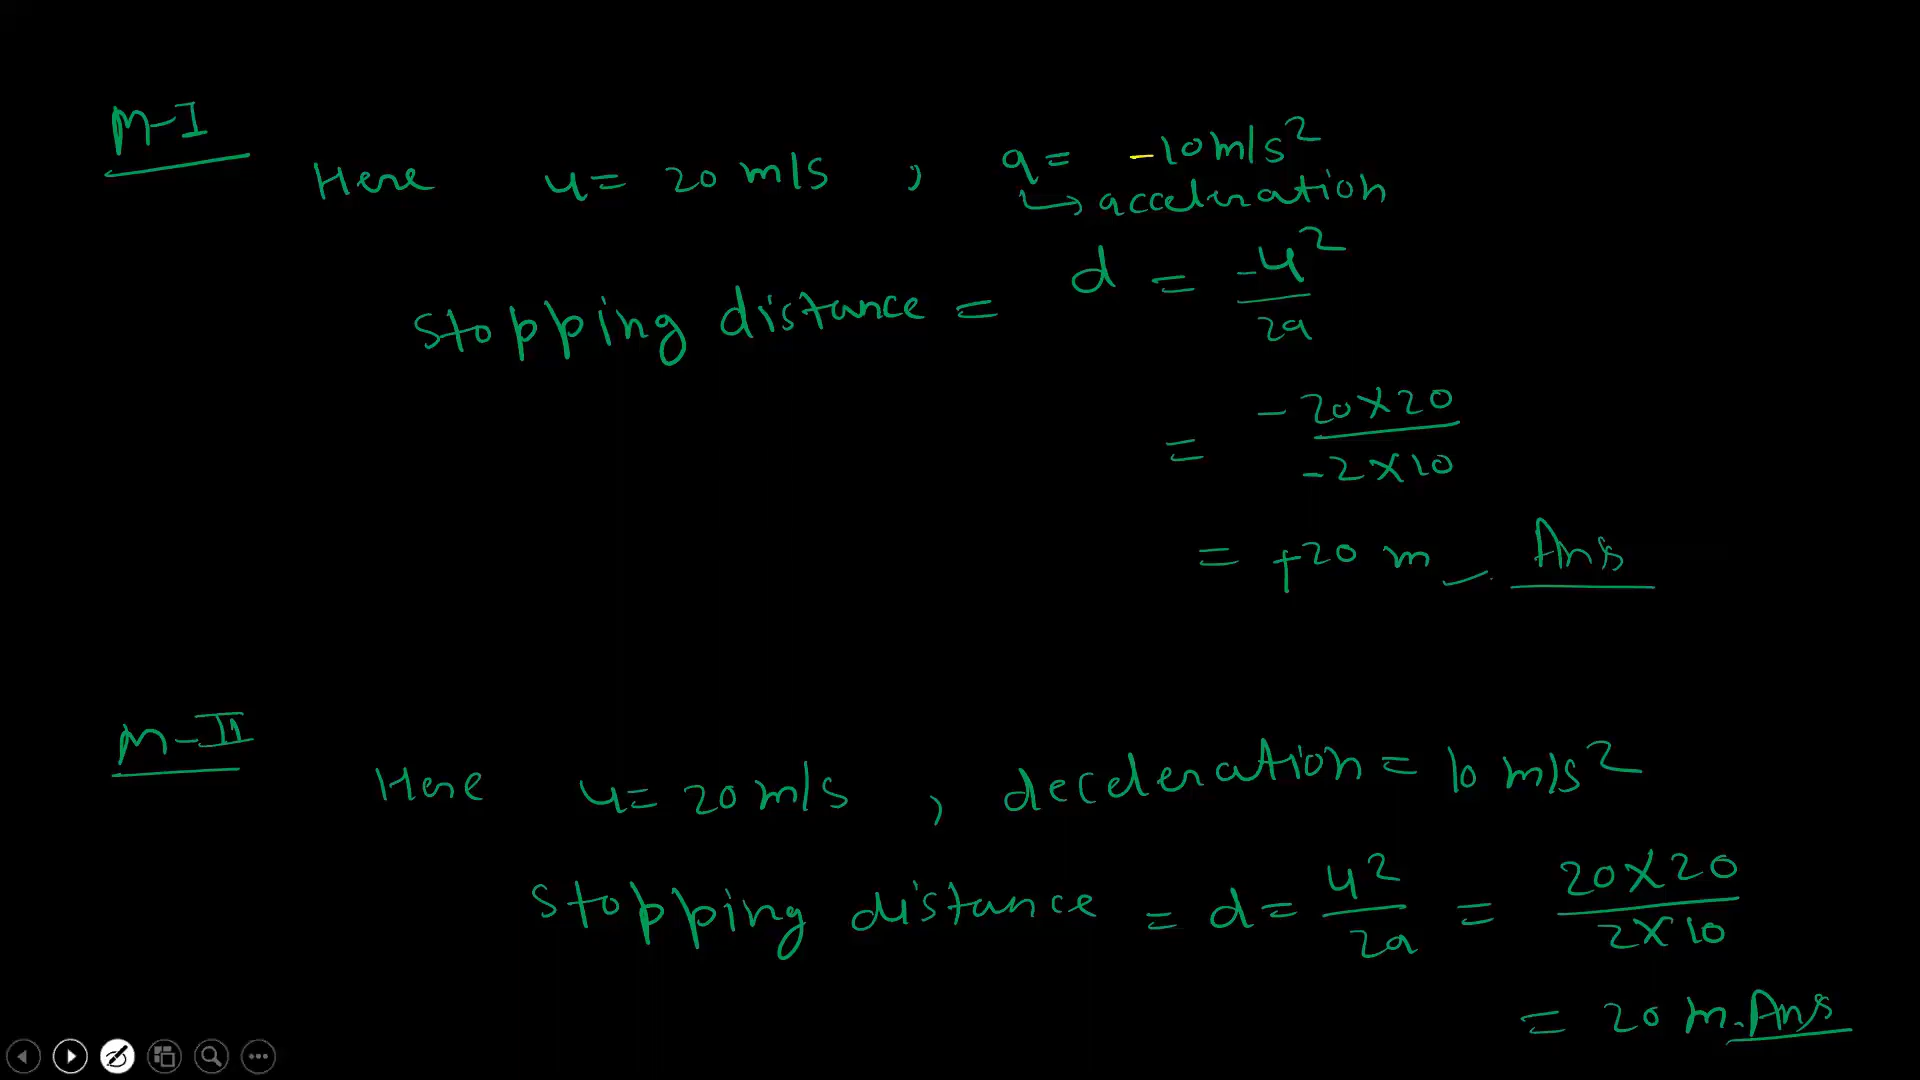 M-I
Here u = 20 m/s , a = -10 m/s²
↳ acceleration
Stopping distance = d = -u²/2a
= -20×20/-2×10
= +20 m Ans
M-II
Here u = 20 m/s , deceleration = 10 m/s²
Stopping distance = d = u²/2a = 20×20/2×10
= 20 m. Ans